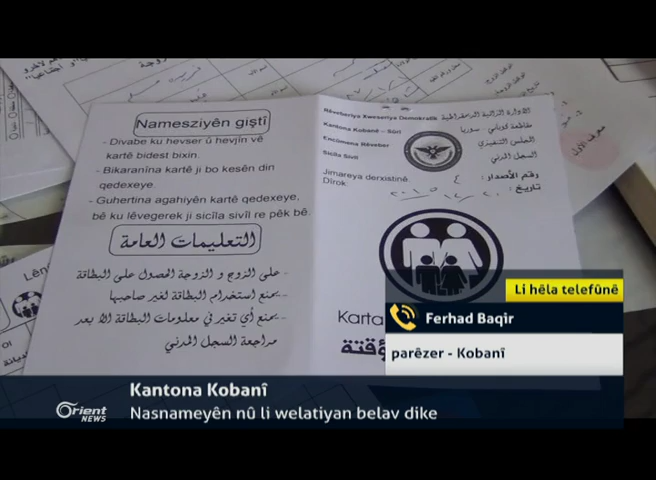 Namesziyên giştî
- Divabe ku hevser û hevjîn vê
kartê bidest bixin.
- Bikaranîna kartê ji bo kesên din
qedexeye.
- Guhertina agahiyên kartê qedexeye,
bê ku lêvegerek ji sicîla sivîl re pêk bê.
التعليمات العامة
- على الزوج و الزوجة الحصول على البطاقة
- يمنع استخدام البطاقة لغير صاحبها
- يمنع أي تغير في معلومات البطاقة الا بعد
مراجعة السجل المدني
Rêveberiya Xweseriya Demokratîk
Kantona Kobanê - Sûrî
Encûmena Rêveber
Sicîla Sivîl
Jimareya derxistinê
Dîrok:
الإدارة الذاتية الديمقراطية
مقاطعة كوباني - سوريا
المجلس التنفيذي
السجل المدني
رقم الأصدار: ٤
تاريخ:
Karta
Lên
Li hêla telefûnê
Ferhad Baqir
parêzer - Kobanî
Kantona Kobanî
Nasnameyên nû li welatiyan belav dike
Orient
NEWS